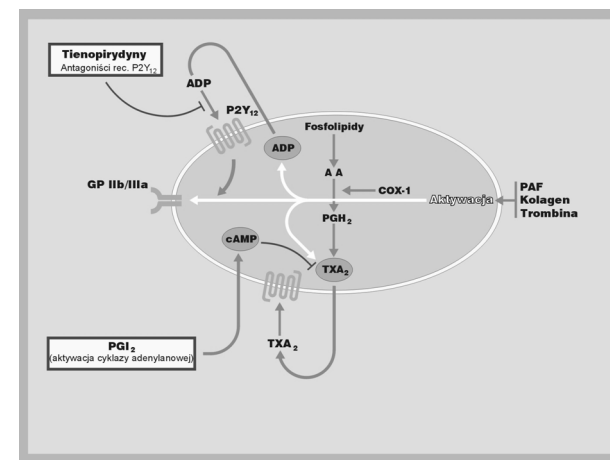 Tienopirydyny
Antagoniści rec. P2Y12
ADP
P2Y12
Fosfolipidy
ADP
A A
GP IIb/IIIa
COX-1
Aktywacja
PAF
Kolagen
Trombina
PGH2
cAMP
TXA2
PGI2
(aktywacja cyklazy adenylanowej)
TXA2